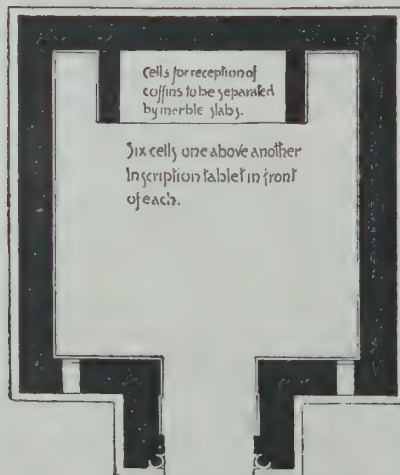 Cells for reception of
coffins to be separated
by marble slabs.
Six cells one above another
Inscription tablet in front
of each.